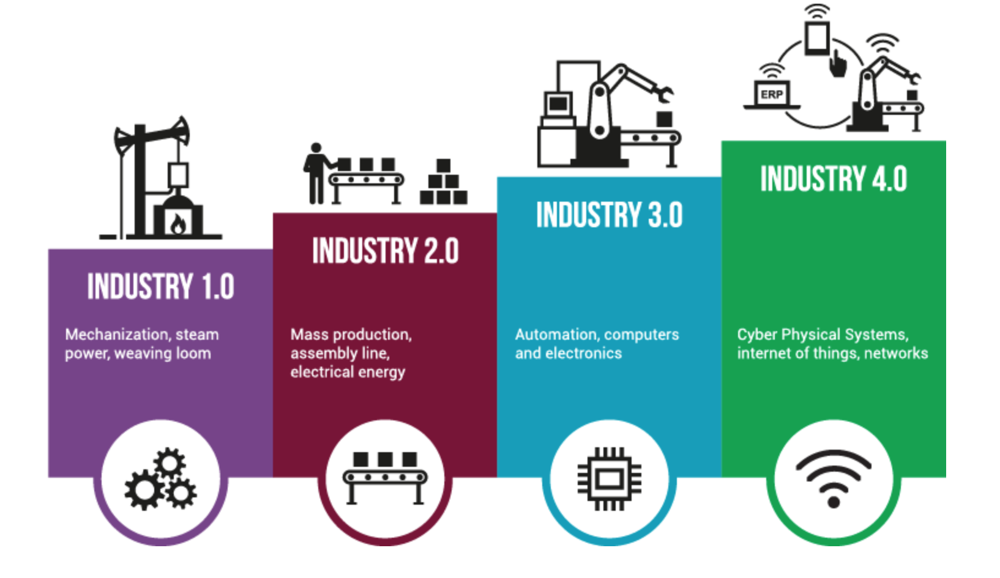 ERP
INDUSTRY 1.0
Mechanization, steam
power, weaving loom
INDUSTRY 2.0
Mass production,
assembly line,
electrical energy
INDUSTRY 3.0
Automation, computers
and electronics
INDUSTRY 4.0
Cyber Physical Systems,
internet of things, networks